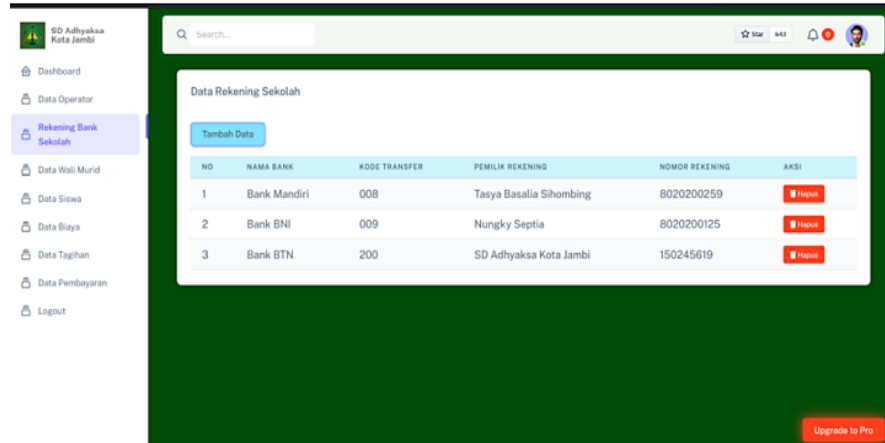 SD Adhyaksa
Kota Jambi
Search...
Star 643
0
Dashboard
Data Operator
Rekening Bank
Sekolah
Data Wali Murid
Data Siswa
Data Biaya
Data Tagihan
Data Pembayaran
Logout
Data Rekening Sekolah
Tambah Data
NO NAMA BANK KODE TRANSFER PEMILIK REKENING NOMOR REKENING AKSI
1 Bank Mandiri 008 Tasya Basalia Sihombing 8020200259 Hapus
2 Bank BNI 009 Nungky Septia 8020200125 Hapus
3 Bank BTN 200 SD Adhyaksa Kota Jambi 150245619 Hapus
Upgrade to Pro